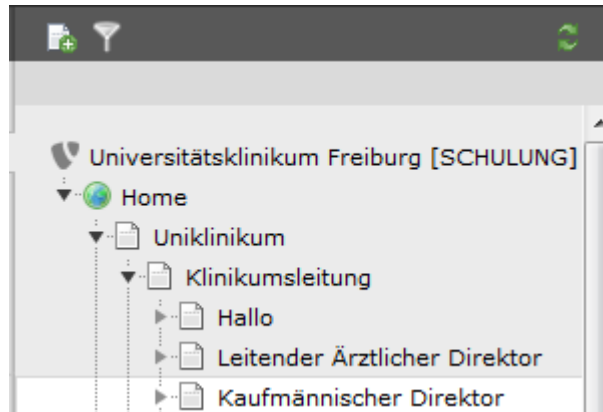 Universitätsklinikum Freiburg [SCHULUNG]
Home
Uniklinikum
Klinikumsleitung
Hallo
Leitender Ärztlicher Direktor
Kaufmännischer Direktor